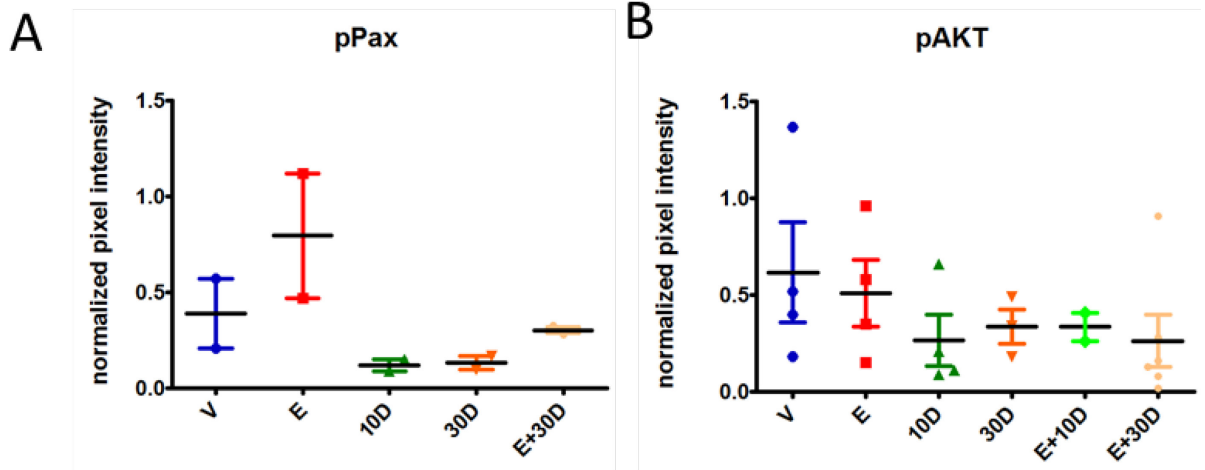 A
pPax
normalized pixel intensity
1.5
1.0
0.5
0.0
V
E
10D
30D
E+30D
B
pAKT
normalized pixel intensity
1.5
1.0
0.5
0.0
V
E
10D
30D
E+10D
E+30D